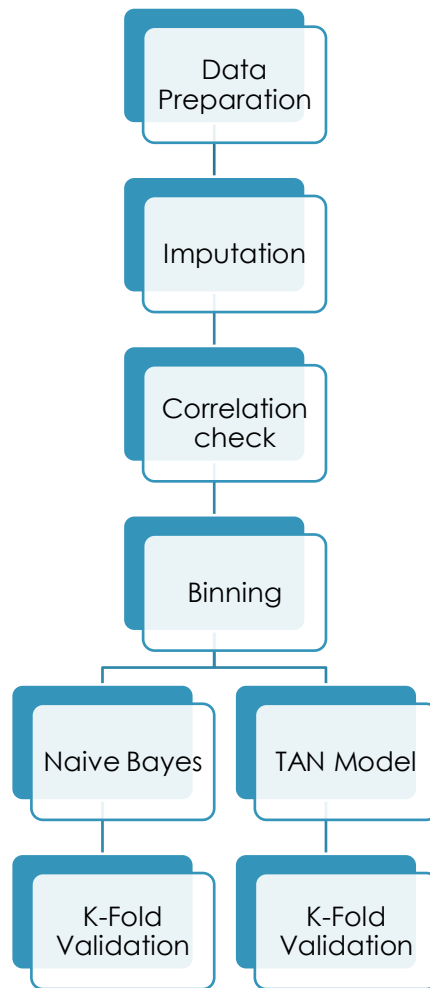 Data
Preparation
Imputation
Correlation
check
Binning
Naive Bayes
TAN Model
K-Fold
Validation
K-Fold
Validation